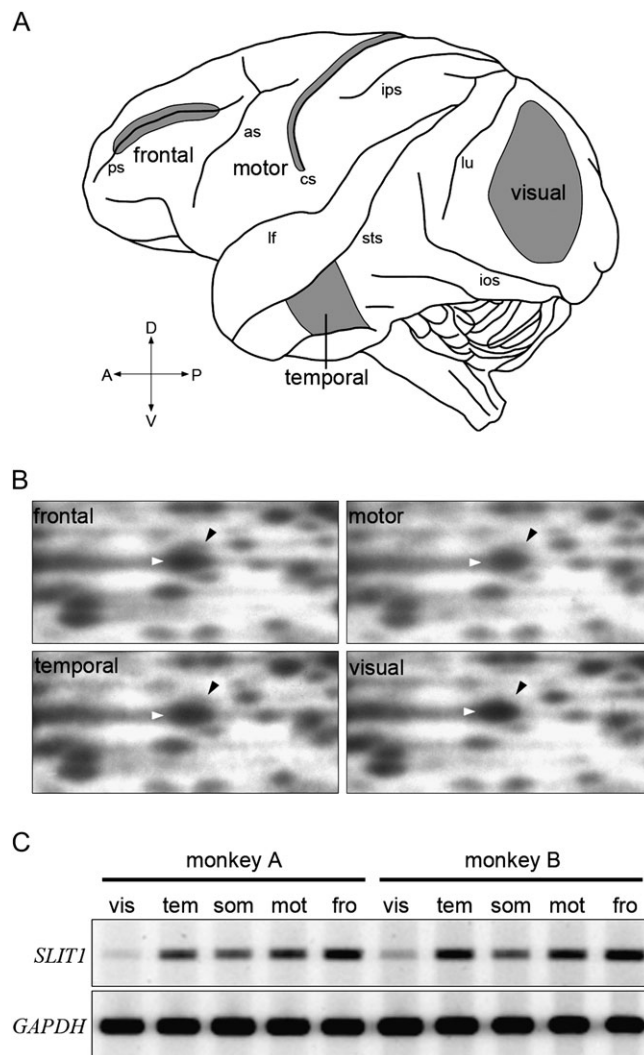 A
ps
frontal
as
motor
cs
ips
lf
sts
lu
visual
ios
temporal
D
A P
V
B
frontal motor
temporal visual
C
monkey A monkey B
vis tem som mot fro vis tem som mot fro
SLIT1
GAPDH